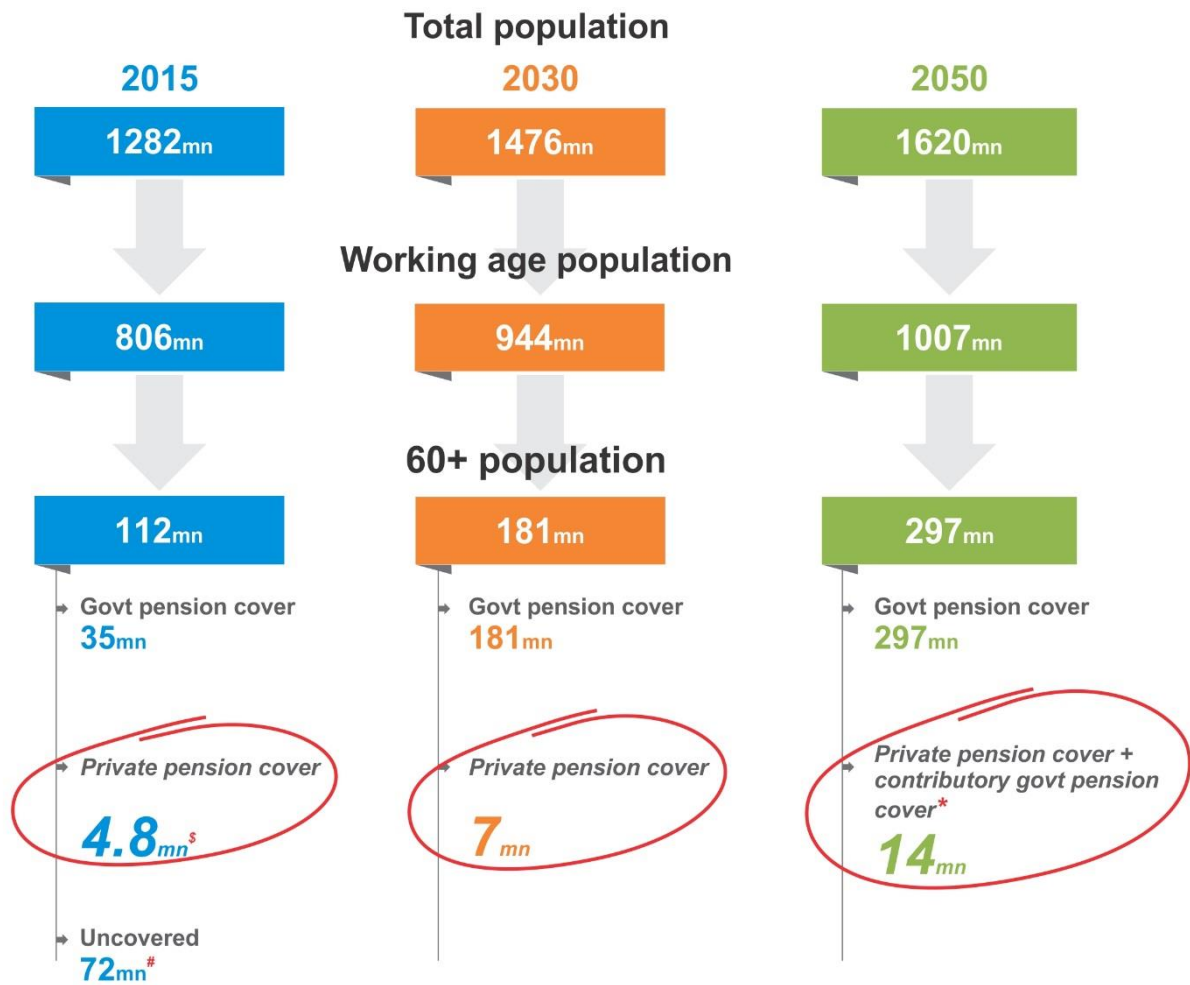 Total population
2015 2030 2050
1282mn 1476mn 1620mn
Working age population
806mn 944mn 1007mn
60+ population
112mn 181mn 297mn
Govt pension cover Govt pension cover Govt pension cover
35mn 181mn 297mn
Private pension cover Private pension cover Private pension cover +
contributory govt pension
cover*
4.8mn$ 7mn 14mn
Uncovered
72mn#